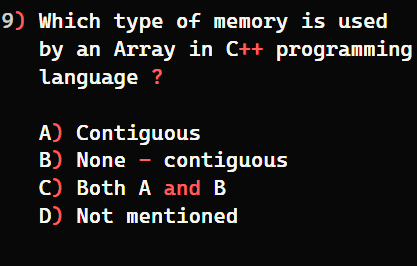 9) Which type of memory is used
by an Array in C++ programming
language ?
A) Contiguous
B) None - contiguous
C) Both A and B
D) Not mentioned